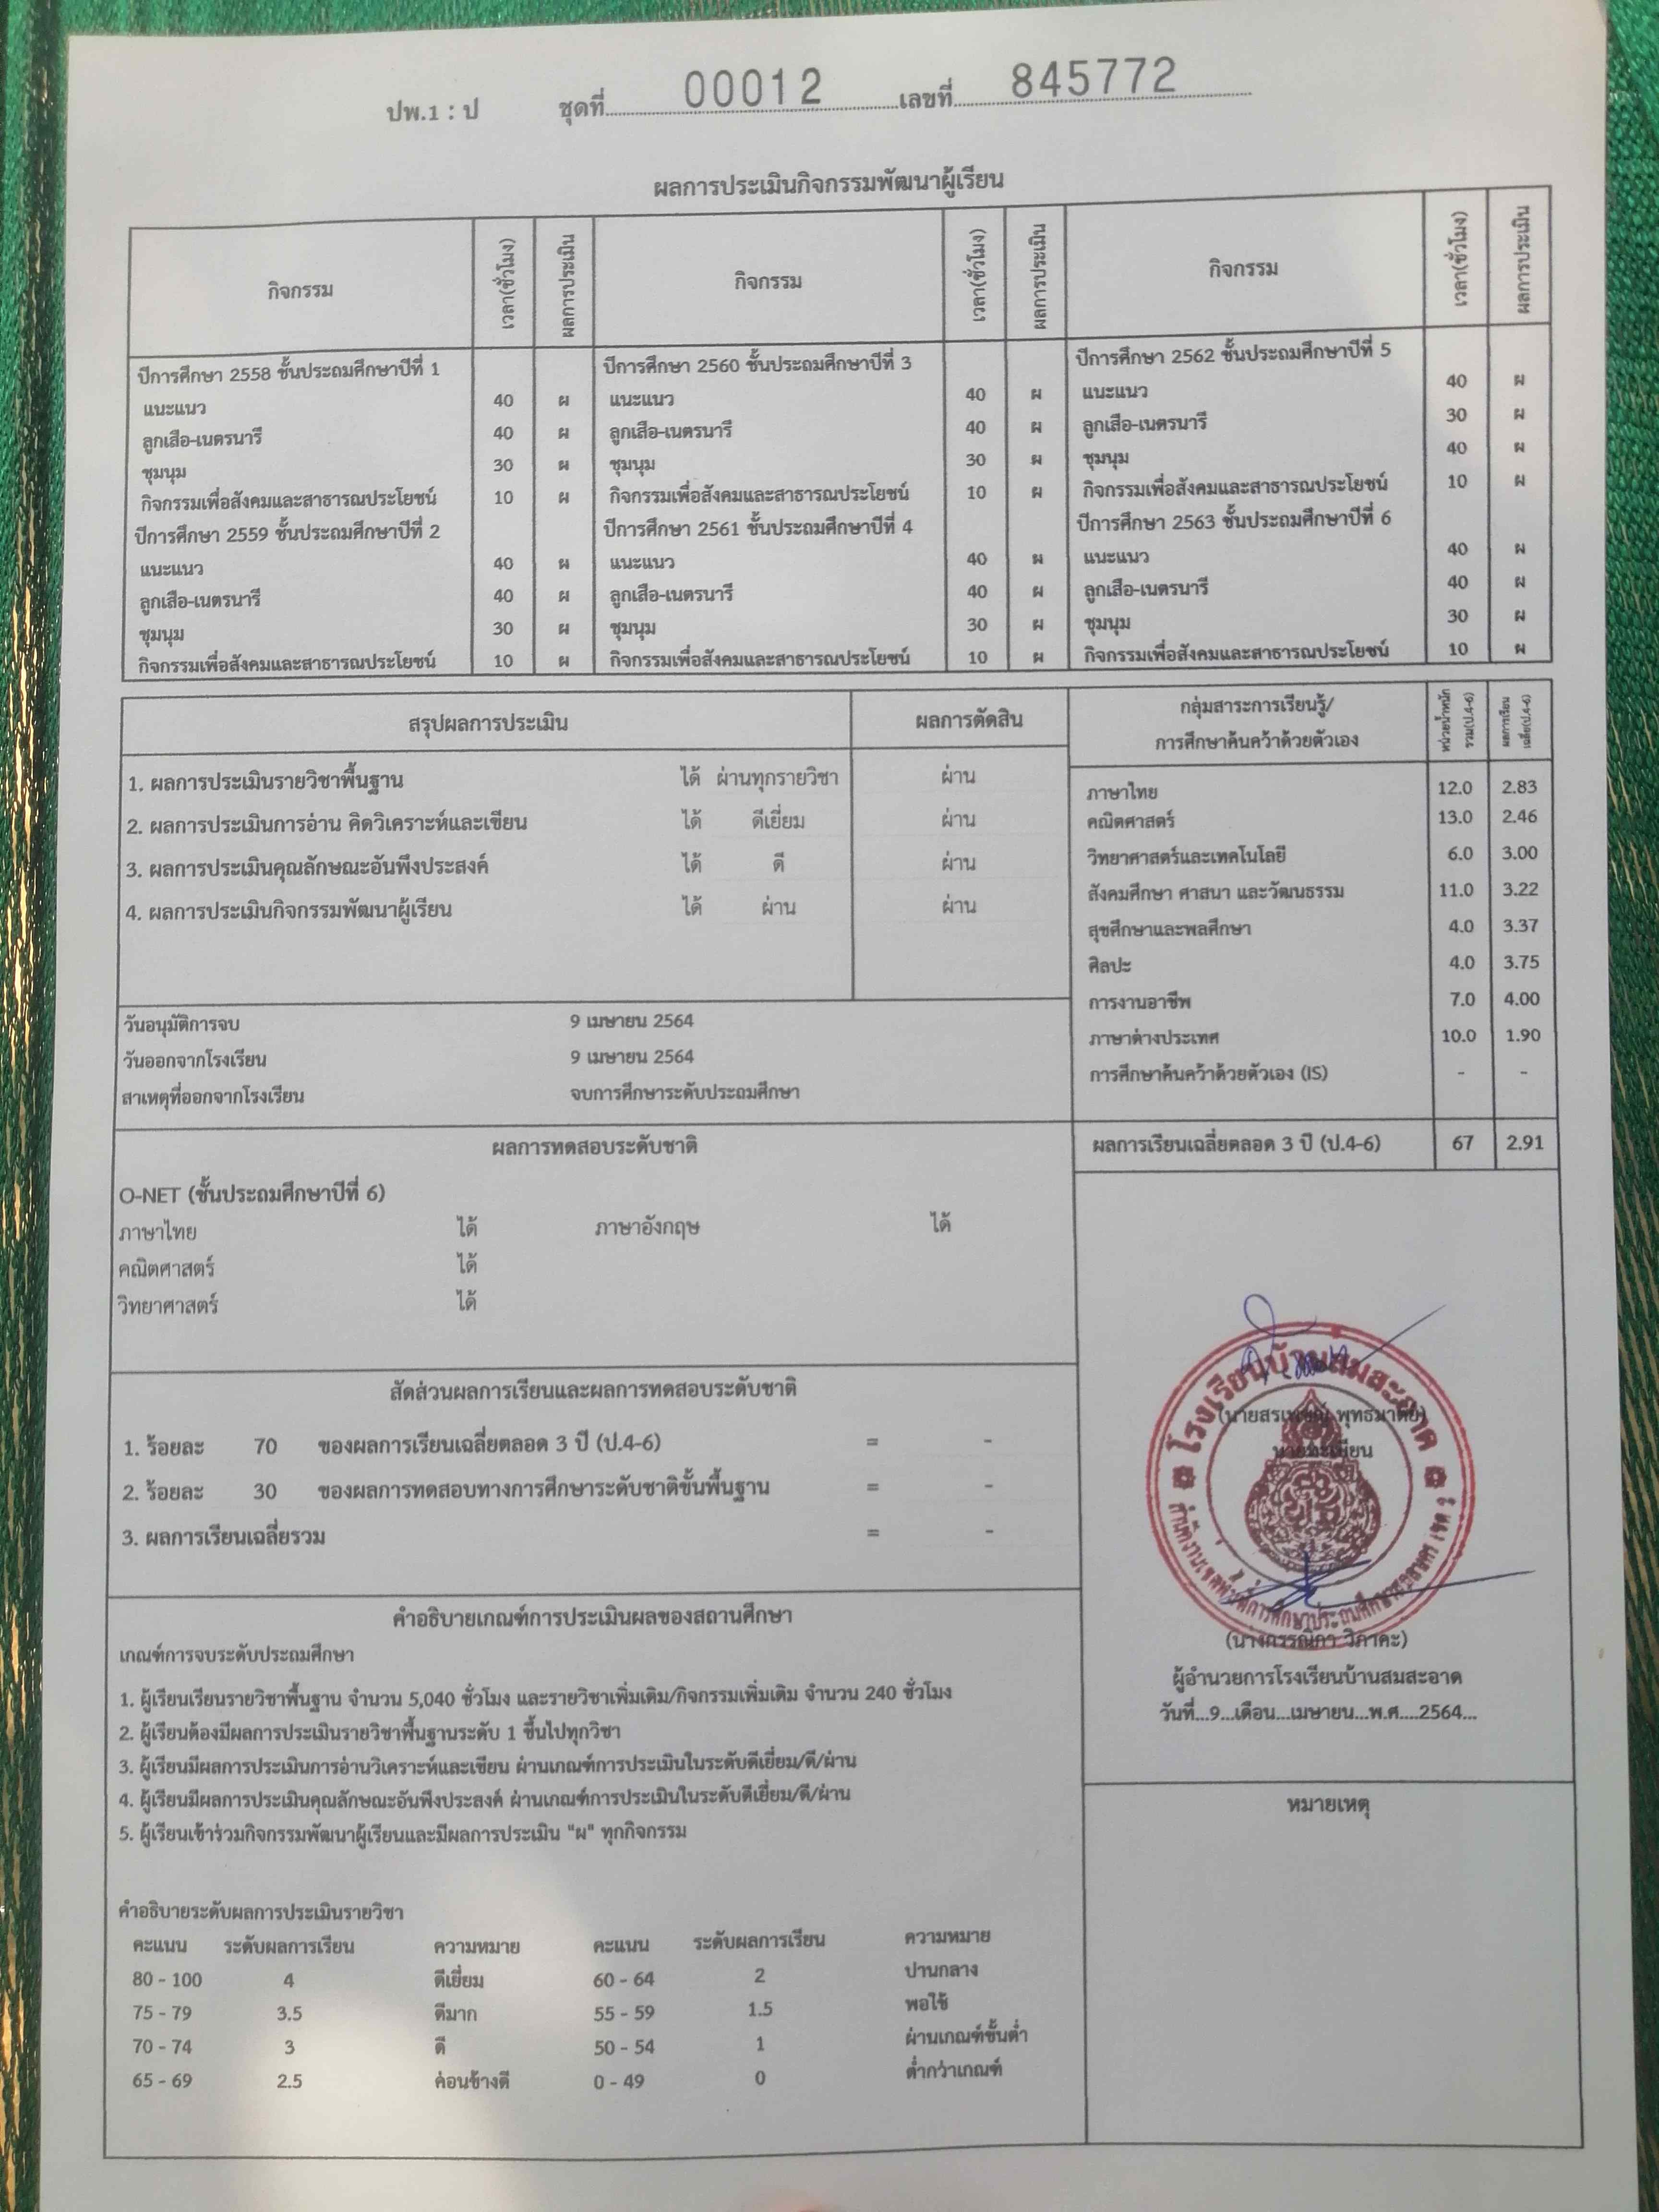 ปพ.1 : ป ชุดที่ 00012 เลขที่ 845772
ผลการประเมินกิจกรรมพัฒนาผู้เรียน
กิจกรรม เวลา(ชั่วโมง) ผลการประเมิน กิจกรรม เวลา(ชั่วโมง) ผลการประเมิน กิจกรรม เวลา(ชั่วโมง) ผลการประเมิน
ปีการศึกษา 2558 ชั้นประถมศึกษาปีที่ 1 ปีการศึกษา 2560 ชั้นประถมศึกษาปีที่ 3 ปีการศึกษา 2562 ชั้นประถมศึกษาปีที่ 5
แนะแนว 40 ผ แนะแนว 40 ผ แนะแนว 40 ผ
ลูกเสือ-เนตรนารี 40 ผ ลูกเสือ-เนตรนารี 40 ผ ลูกเสือ-เนตรนารี 30 ผ
ชุมนุม 30 ผ ชุมนุม 30 ผ ชุมนุม 40 ผ
กิจกรรมเพื่อสังคมและสาธารณประโยชน์ 10 ผ กิจกรรมเพื่อสังคมและสาธารณประโยชน์ 10 ผ กิจกรรมเพื่อสังคมและสาธารณประโยชน์ 10 ผ
ปีการศึกษา 2559 ชั้นประถมศึกษาปีที่ 2 ปีการศึกษา 2561 ชั้นประถมศึกษาปีที่ 4 ปีการศึกษา 2563 ชั้นประถมศึกษาปีที่ 6
แนะแนว 40 ผ แนะแนว 40 ผ แนะแนว 40 ผ
ลูกเสือ-เนตรนารี 40 ผ ลูกเสือ-เนตรนารี 40 ผ ลูกเสือ-เนตรนารี 40 ผ
ชุมนุม 30 ผ ชุมนุม 30 ผ ชุมนุม 30 ผ
กิจกรรมเพื่อสังคมและสาธารณประโยชน์ 10 ผ กิจกรรมเพื่อสังคมและสาธารณประโยชน์ 10 ผ กิจกรรมเพื่อสังคมและสาธารณประโยชน์ 10 ผ
สรุปผลการประเมิน ผลการตัดสิน
1. ผลการประเมินรายวิชาพื้นฐาน ได้ ผ่านทุกรายวิชา ผ่าน
2. ผลการประเมินการอ่าน คิดวิเคราะห์และเขียน ได้ ดีเยี่ยม ผ่าน
3. ผลการประเมินคุณลักษณะอันพึงประสงค์ ได้ ดี ผ่าน
4. ผลการประเมินกิจกรรมพัฒนาผู้เรียน ได้ ผ่าน ผ่าน
วันอนุมัติการจบ 9 เมษายน 2564
วันออกจากโรงเรียน 9 เมษายน 2564
สาเหตุที่ออกจากโรงเรียน จบการศึกษาระดับประถมศึกษา
กลุ่มสาระการเรียนรู้/
การศึกษาค้นคว้าด้วยตัวเอง
หน่วยน้ำหนัก
รวม(ป.4-6)
ผลการเรียน
เฉลี่ย(ป.4-6)
ภาษาไทย 12.0 2.83
คณิตศาสตร์ 13.0 2.46
วิทยาศาสตร์และเทคโนโลยี 6.0 3.00
สังคมศึกษา ศาสนา และวัฒนธรรม 11.0 3.22
สุขศึกษาและพลศึกษา 4.0 3.37
ศิลปะ 4.0 3.75
การงานอาชีพ 7.0 4.00
ภาษาต่างประเทศ 10.0 1.90
การศึกษาค้นคว้าด้วยตัวเอง (IS) - -
ผลการเรียนเฉลี่ยตลอด 3 ปี (ป.4-6) 67 2.91
ผลการทดสอบระดับชาติ
O-NET (ชั้นประถมศึกษาปีที่ 6)
ภาษาไทย ได้ ภาษาอังกฤษ ได้
คณิตศาสตร์ ได้
วิทยาศาสตร์ ได้
สัดส่วนผลการเรียนและผลการทดสอบระดับชาติ
1. ร้อยละ 70 ของผลการเรียนเฉลี่ยตลอด 3 ปี (ป.4-6) = -
2. ร้อยละ 30 ของผลการทดสอบทางการศึกษาระดับชาติขั้นพื้นฐาน = -
3. ผลการเรียนเฉลี่ยรวม = -
คำอธิบายเกณฑ์การประเมินผลของสถานศึกษา
เกณฑ์การจบระดับประถมศึกษา
1. ผู้เรียนเรียนรายวิชาพื้นฐาน จำนวน 5,040 ชั่วโมง และรายวิชาเพิ่มเติม/กิจกรรมเพิ่มเติม จำนวน 240 ชั่วโมง
2. ผู้เรียนต้องมีผลการประเมินรายวิชาพื้นฐานระดับ 1 ขึ้นไปทุกวิชา
3. ผู้เรียนมีผลการประเมินการอ่านวิเคราะห์และเขียน ผ่านเกณฑ์การประเมินในระดับดีเยี่ยม/ดี/ผ่าน
4. ผู้เรียนมีผลการประเมินคุณลักษณะอันพึงประสงค์ ผ่านเกณฑ์การประเมินในระดับดีเยี่ยม/ดี/ผ่าน
5. ผู้เรียนเข้าร่วมกิจกรรมพัฒนาผู้เรียนและมีผลการประเมิน "ผ" ทุกกิจกรรม
คำอธิบายระดับผลการประเมินรายวิชา
คะแนน ระดับผลการเรียน ความหมาย คะแนน ระดับผลการเรียน ความหมาย
80 - 100 4 ดีเยี่ยม 60 - 64 2 ปานกลาง
75 - 79 3.5 ดีมาก 55 - 59 1.5 พอใช้
70 - 74 3 ดี 50 - 54 1 ผ่านเกณฑ์ขั้นต่ำ
65 - 69 2.5 ค่อนข้างดี 0 - 49 0 ต่ำกว่าเกณฑ์
โรงเรียนบ้านส้มสะอาด
นายทะเบียน
(นางกรรณิกา วิภาคะ)
ผู้อำนวยการโรงเรียนบ้านสมสะอาด
วันที่...9...เดือน...เมษายน...พ.ศ....2564...
หมายเหตุ